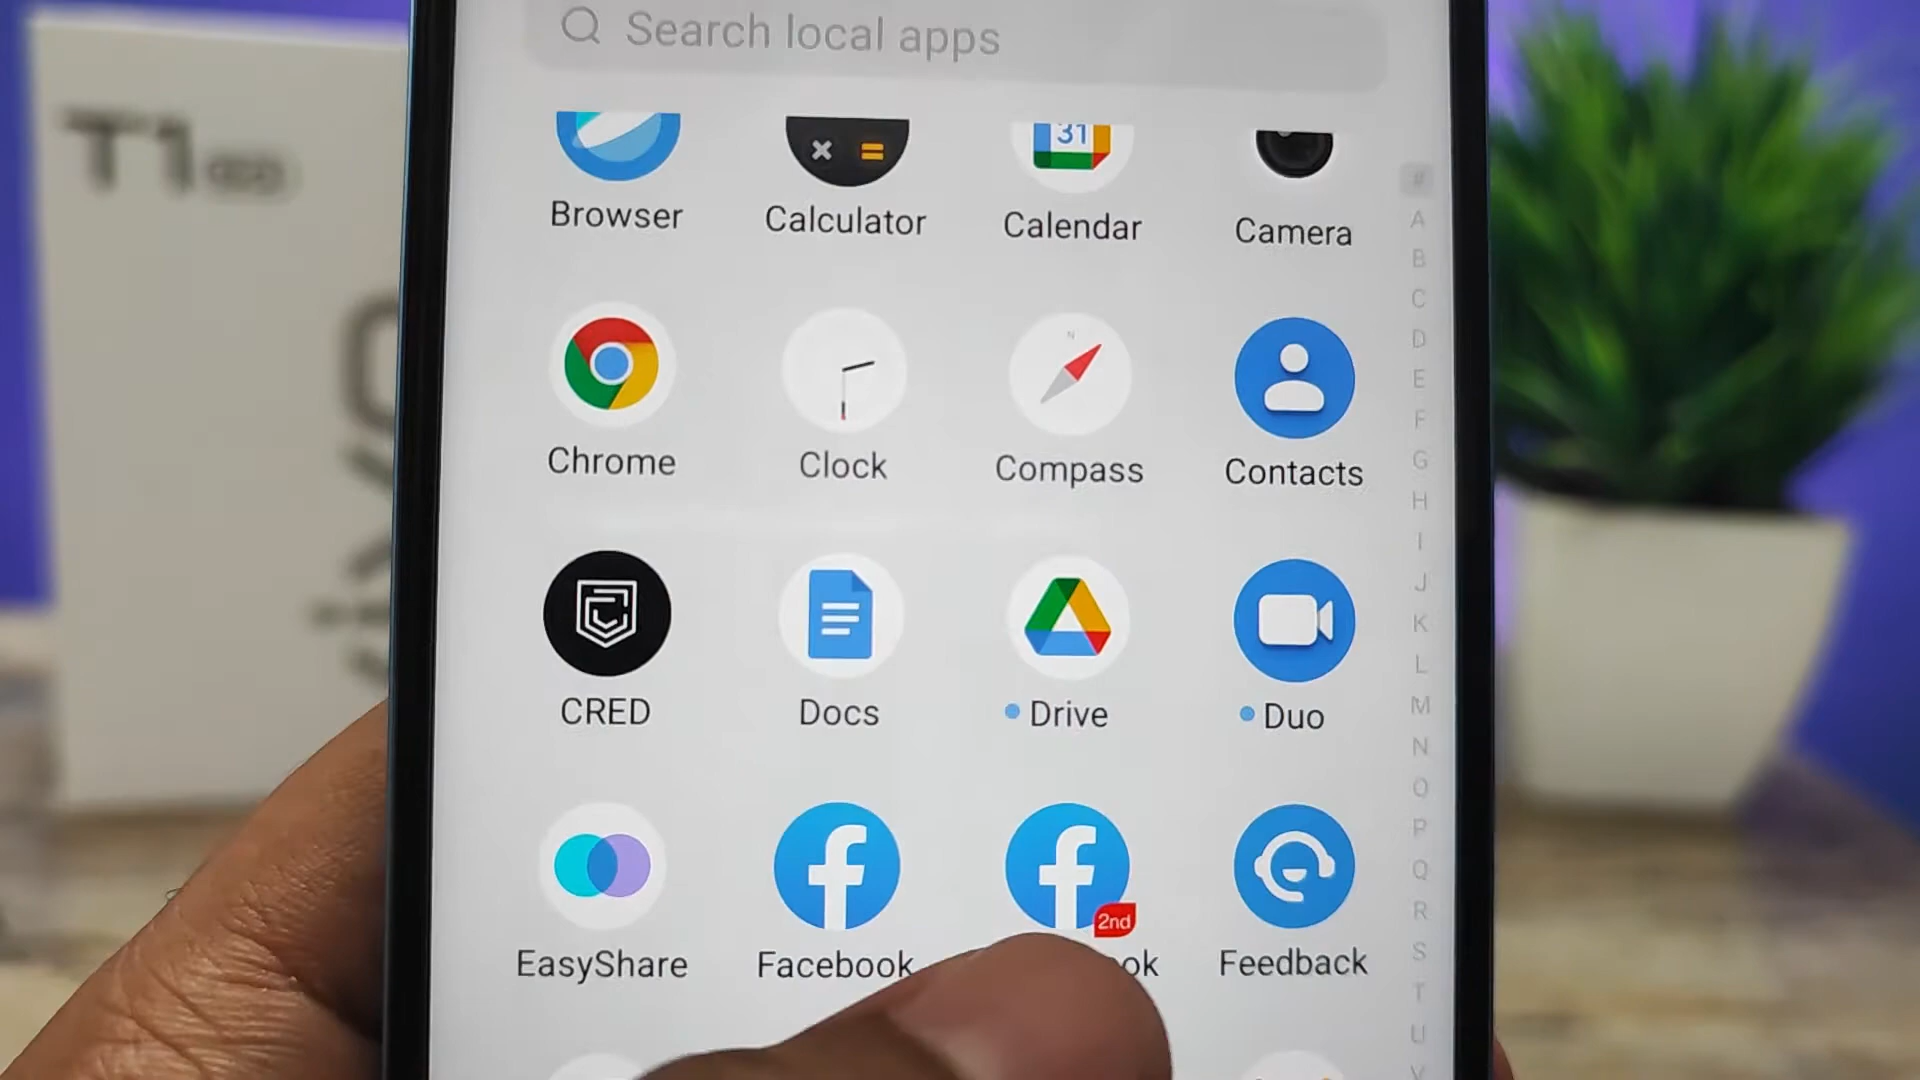 Search local apps
T1
31
Browser
Calculator
Calendar
Camera
#
A
B
C
D
E
F
G
H
I
J
K
L
M
N
O
P
Q
R
S
T
U
V
N
Chrome
Clock
Compass
Contacts
CRED
Docs
Drive
Duo
2nd
EasyShare
Facebook
ok
Feedback